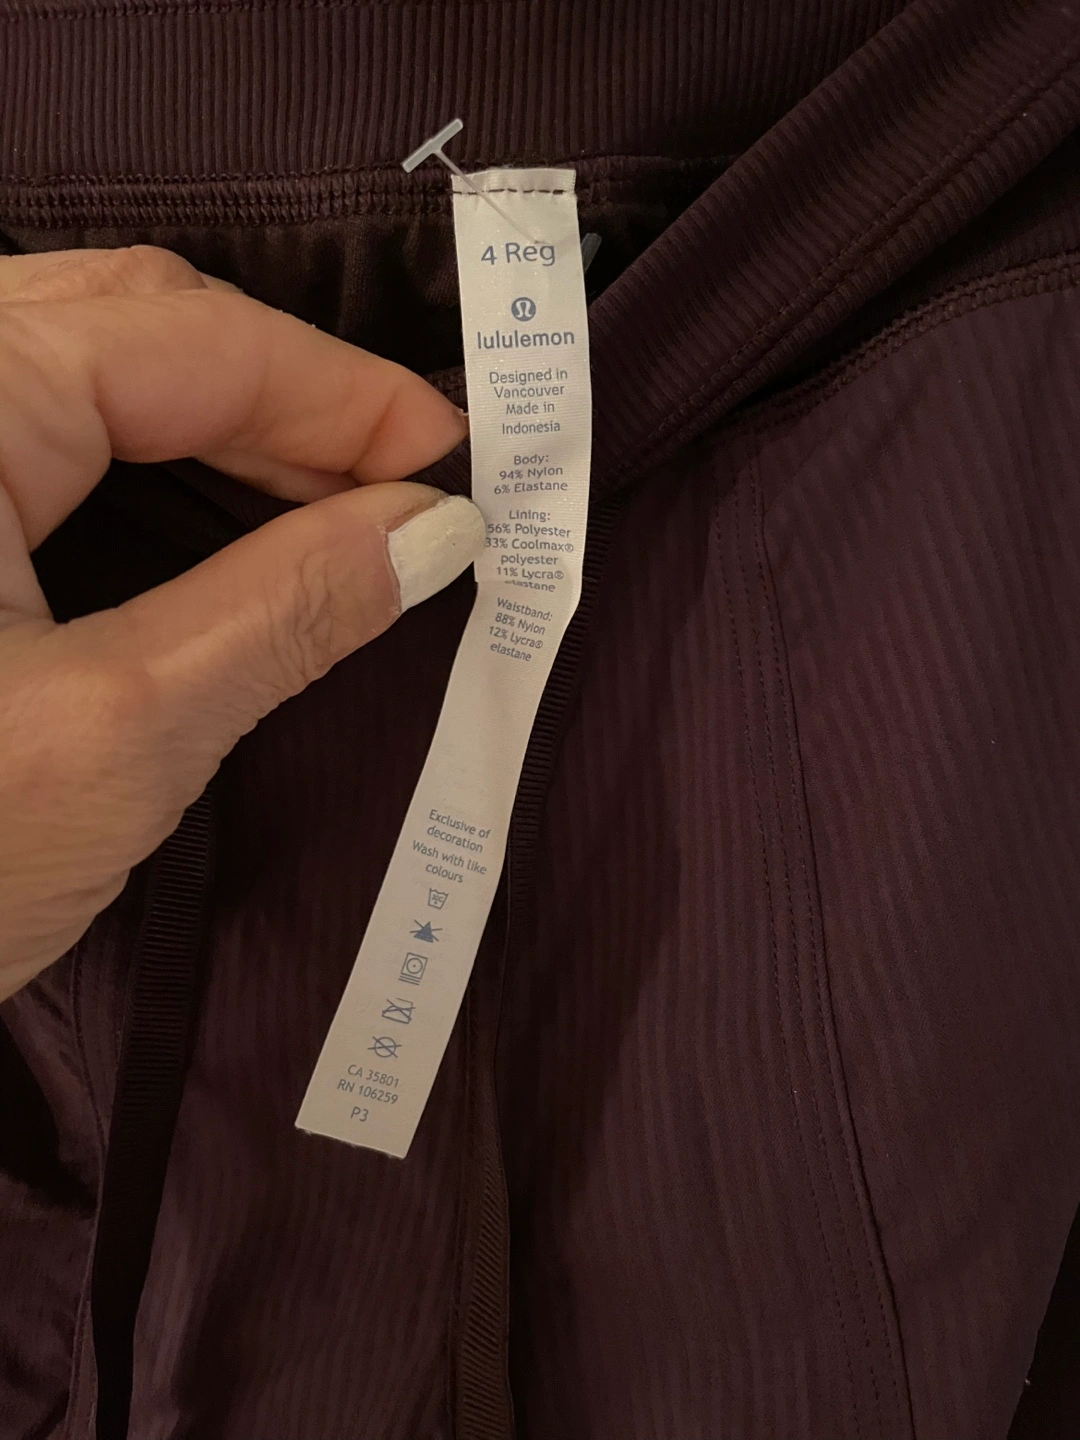 4 Reg
lululemon
Designed in
Vancouver
Made in
Indonesia
Body:
94% Nylon
6% Elastane
Lining:
56% Polyester
33% Coolmax®
polyester
11% Lycra®
elastane
Waistband:
88% Nylon
12% Lycra®
elastane
Exclusive of
decoration
Wash with like
colours
CA 35801
RN 106259
P3